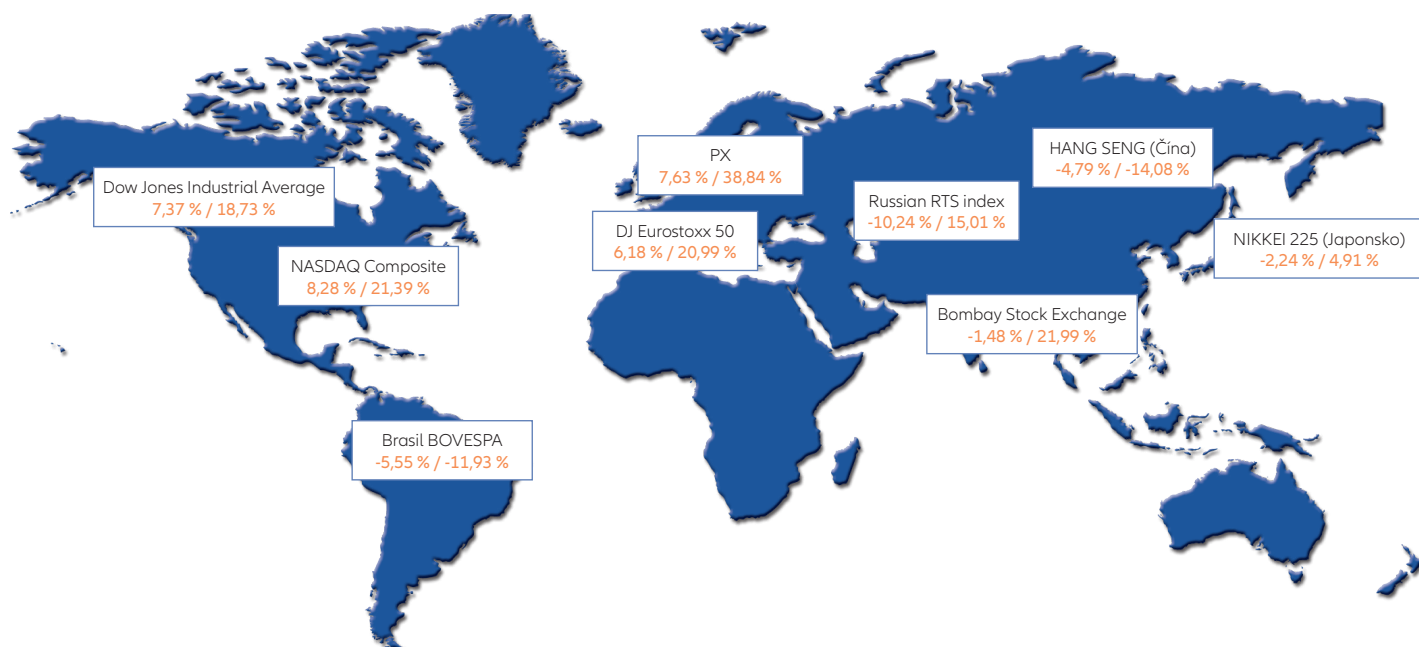 PX
7,63 % / 38,84 %
HANG SENG (Čína)
-4,79 % / -14,08 %
Dow Jones Industrial Average
7,37 % / 18,73 %
Russian RTS index
-10,24 % / 15,01 %
DJ Eurostoxx 50
6,18 % / 20,99 %
NIKKEI 225 (Japonsko)
-2,24 % / 4,91 %
NASDAQ Composite
8,28 % / 21,39 %
Bombay Stock Exchange
-1,48 % / 21,99 %
Brasil BOVESPA
-5,55 % / -11,93 %